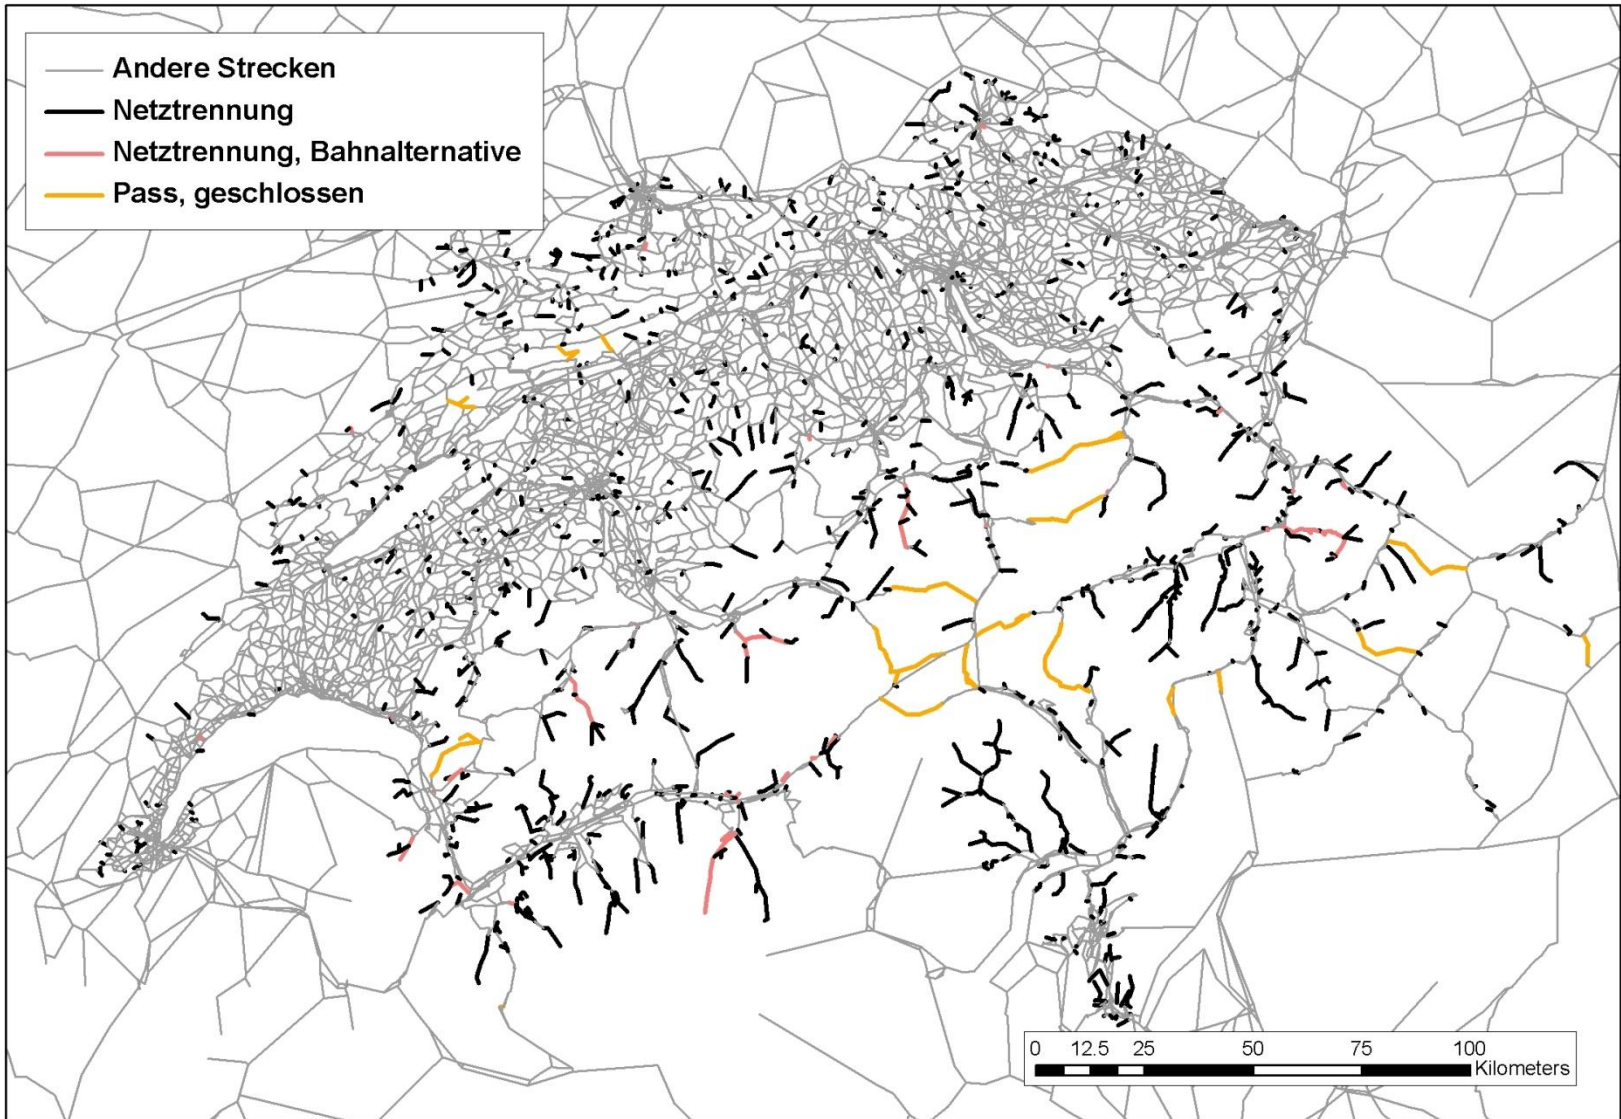 Andere Strecken
Netztrennung
Netztrennung, Bahnalternative
Pass, geschlossen
0 12.5 25 50 75 100
Kilometers